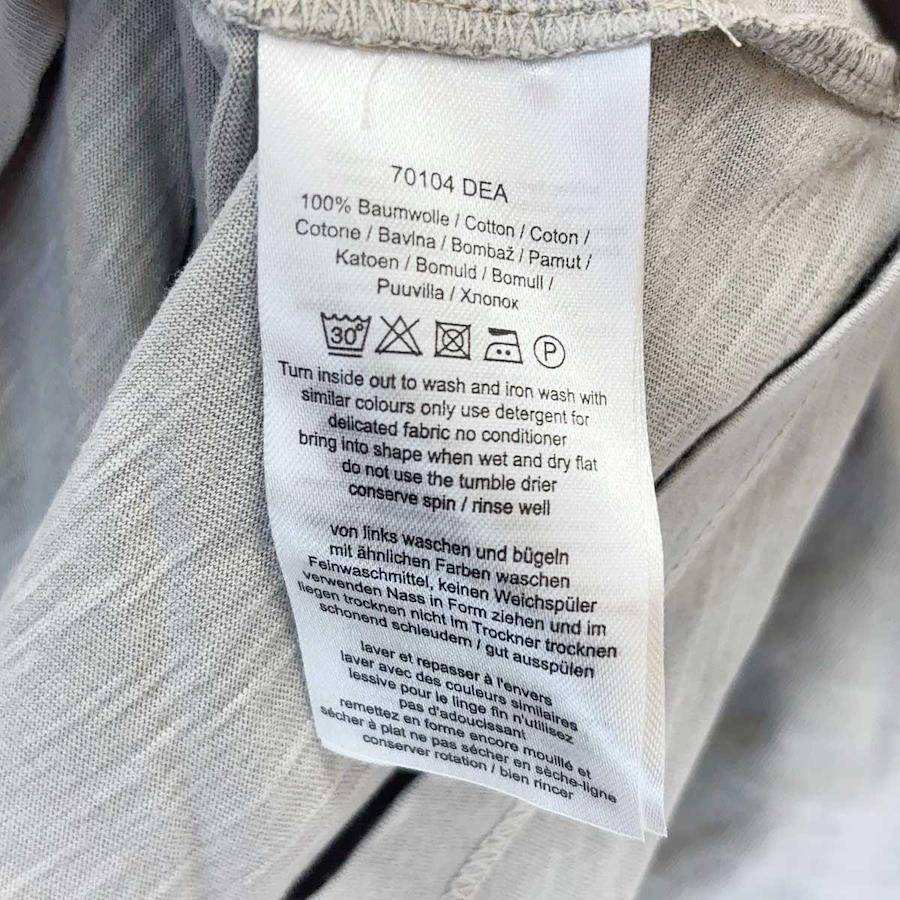 70104 DEA
100% Baumwolle / Cotton / Coton /
Cotone / Bavlna / Bombaž / Pamut /
Katoen / Bomuld / Bomull /
Puuvilla / Хлопок
30° P
Turn inside out to wash and iron wash with
similar colours only use detergent for
delicated fabric no conditioner
bring into shape when wet and dry flat
do not use the tumble drier
conserve spin / rinse well
von links waschen und bügeln
mit ähnlichen Farben waschen
Feinwaschmittel, keinen Weichspüler
verwenden Nass in Form ziehen und im
liegen trocknen nicht im Trockner trocknen
schonend schleudern / gut ausspülen
laver et repasser à l'envers
laver avec des couleurs similaires
lessive pour le linge fin n'utilisez
pas d'adoucissant
remettez en forme encore mouillé et
sécher à plat ne pas sécher en sèche-ligne
conserver rotation / bien rincer